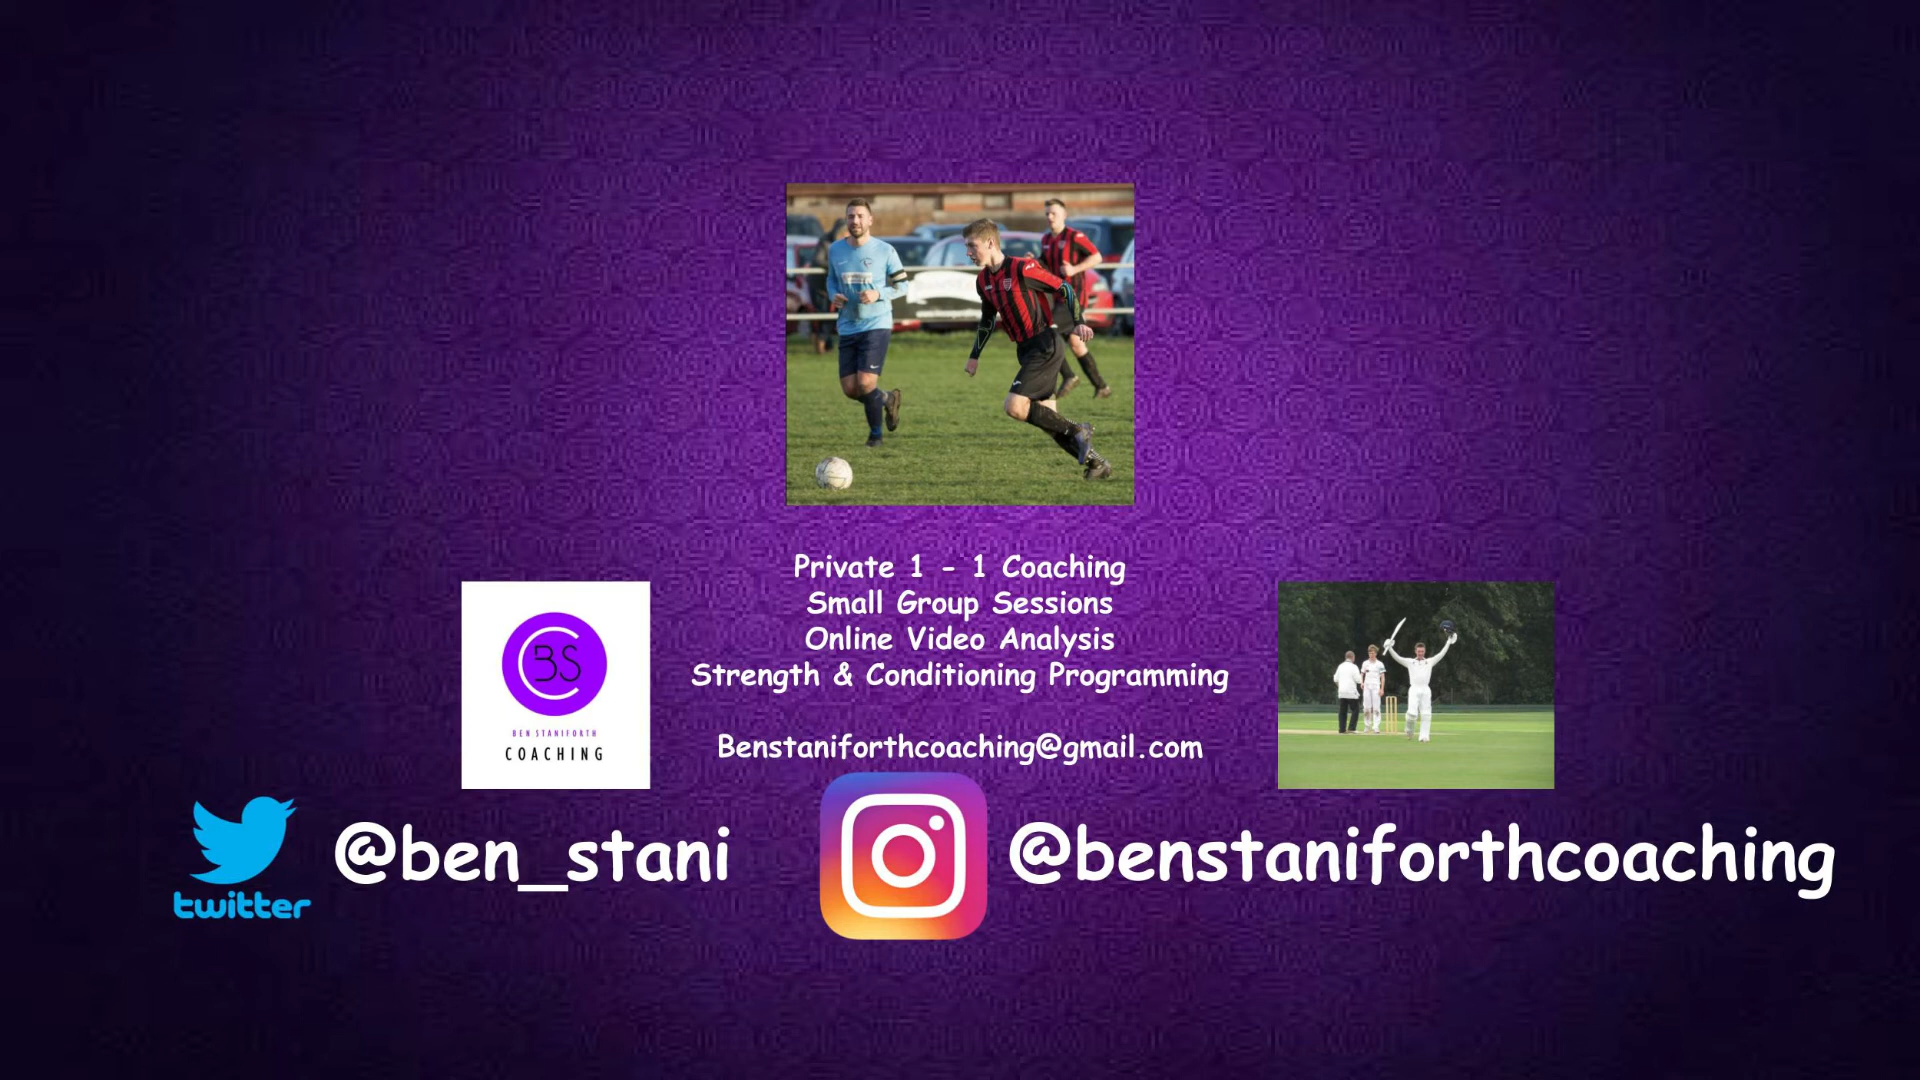 Private 1 - 1 Coaching
Small Group Sessions
Online Video Analysis
Strength & Conditioning Programming
Benstaniforthcoaching@gmail.com
BS
BEN STANIFORTH
COACHING
twitter
@ben_stani
@benstaniforthcoaching